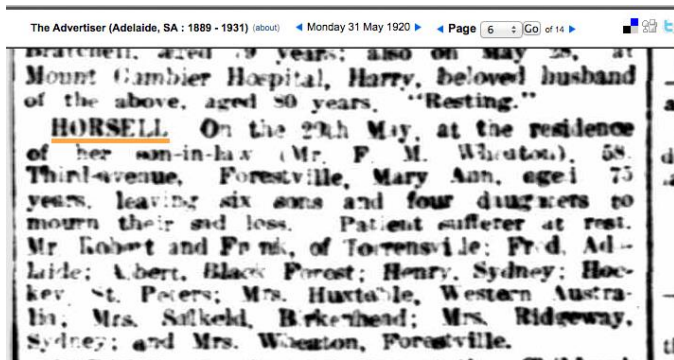 The Advertiser (Adelaide, SA : 1889 - 1931) (about) Monday 31 May 1920 Page 6 Go of 14
Bratchell, aged 79 years; also on May 28, at
Mount Gambier Hospital, Harry, beloved husband
of the above, aged 80 years. "Resting."
HORSELL On the 29th May, at the residence
of her son-in-law (Mr. F. M. Wheaton), 58
Third-avenue, Forestville, Mary Ann, aged 75
years, leaving six sons and four daugnters to
mourn their sad loss. Patient sufferer at rest.
Mr Robert and Frank, of Torrensville; Fred, Ad-
laide; Albert, Black Forest; Henry, Sydney; Hoc-
key St. Peters; Mrs. Huxtable, Western Austra-
lia; Mrs. Salkeld, Birkenhead; Mrs. Ridgeway,
Sydney; and Mrs. Wheaton, Forestville.